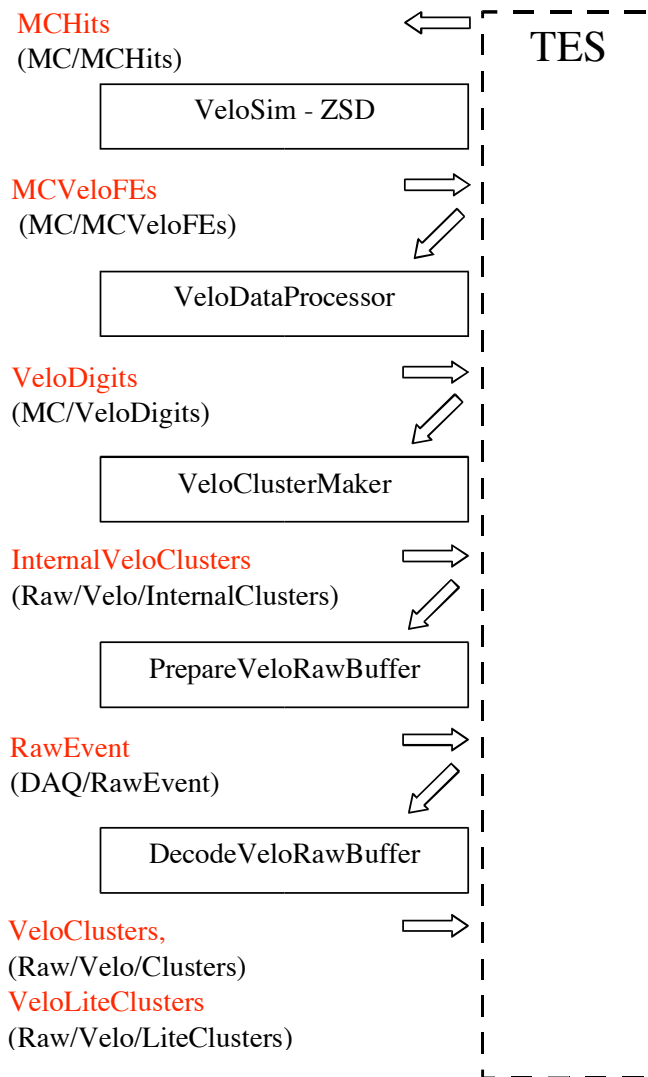 MCHits
(MC/MCHits)
TES
VeloSim - ZSD
MCVeloFEs
(MC/MCVeloFEs)
VeloDataProcessor
VeloDigits
(MC/VeloDigits)
VeloClusterMaker
InternalVeloClusters
(Raw/Velo/InternalClusters)
PrepareVeloRawBuffer
RawEvent
(DAQ/RawEvent)
DecodeVeloRawBuffer
VeloClusters,
(Raw/Velo/Clusters)
VeloLiteClusters
(Raw/Velo/LiteClusters)